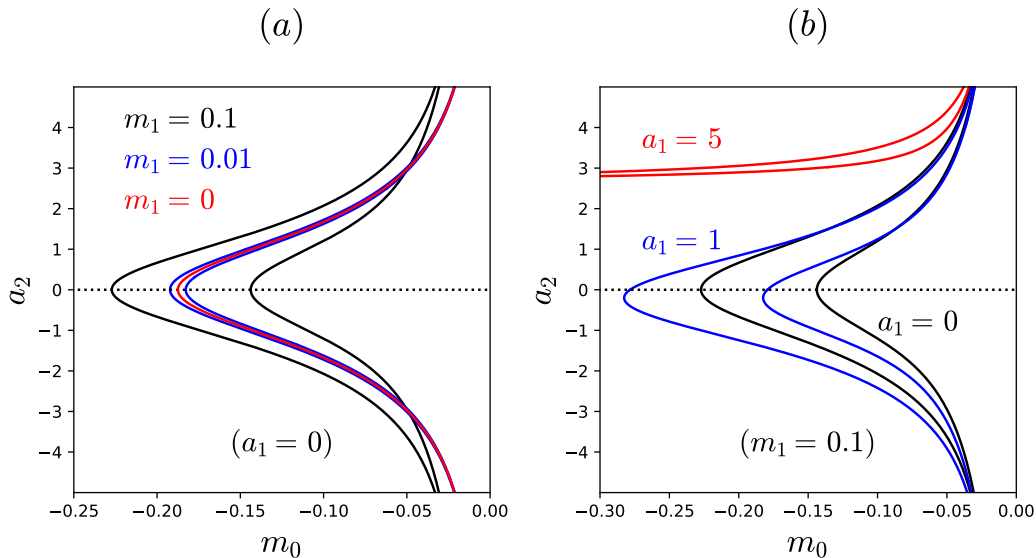 (a)
m₁ = 0.1
m₁ = 0.01
m₁ = 0
(a₁ = 0)
a₂
4
3
2
1
0
−1
−2
−3
−4
−0.25
−0.20
−0.15
−0.10
−0.05
0.00
m₀
(b)
a₁ = 5
a₁ = 1
a₁ = 0
(m₁ = 0.1)
a₂
4
3
2
1
0
−1
−2
−3
−4
−0.30
−0.25
−0.20
−0.15
−0.10
−0.05
0.00
m₀